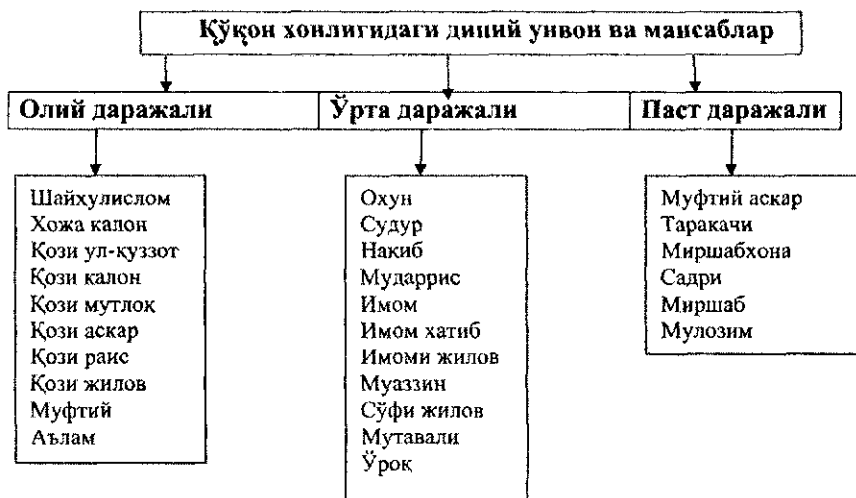 Қўқон хонлигидаги диний унвон ва мансаблар
Олий даражали
Ўрта даражали
Паст даражали
Шайҳулислом
Хожа калон
Қози ул-қуззот
Қози калон
Қози мутлоқ
Қози аскар
Қози раис
Қози жилов
Муфтий
Аълам
Охун
Судур
Накиб
Мударрис
Имом
Имом хатиб
Имоми жилов
Муаззин
Сўфи жилов
Мутавали
Ўроқ
Муфтий аскар
Таракачи
Миршабхона
Садри
Миршаб
Мулозим